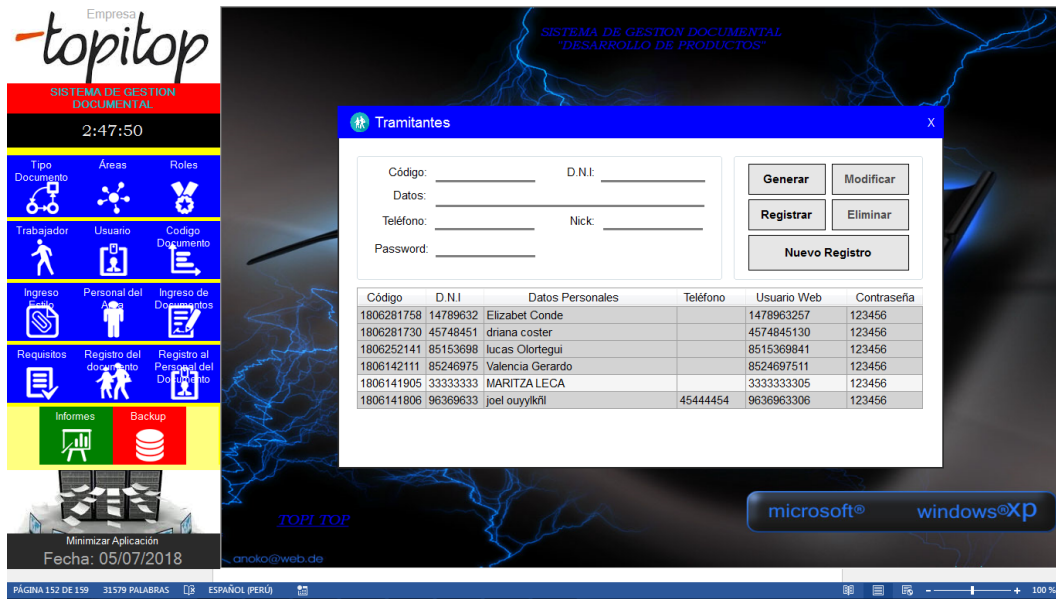 Empresa
topitop
SISTEMA DE GESTION
DOCUMENTAL
2:47:50
Tipo
Documento
Áreas
Roles
Trabajador
Usuario
Codigo
Documento
Ingreso
Estilo
Personal del
Area
Ingreso de
Documentos
Requisitos
Registro del
documento
Registro al
Personal del
Documento
Informes
Backup
Minimizar Aplicación
Fecha: 05/07/2018
SISTEMA DE GESTION DOCUMENTAL
"DESARROLLO DE PRODUCTOS"
Tramitantes X
Código: D.N.I:
Datos:
Teléfono: Nick:
Password:
Generar Modificar
Registrar Eliminar
Nuevo Registro
Código D.N.I Datos Personales Teléfono Usuario Web Contraseña
1806281758 14789632 Elizabet Conde 1478963257 123456
1806281730 45748451 driana coster 4574845130 123456
1806252141 85153698 lucas Olortegui 8515369841 123456
1806142111 85246975 Valencia Gerardo 8524697511 123456
1806141905 33333333 MARITZA LECA 3333333305 123456
1806141806 96369633 joel ouyylkñl 45444454 9636963306 123456
TOPI TOP
microsoft® windows®xp
anoko@web.de
PÁGINA 152 DE 159 31579 PALABRAS ESPAÑOL (PERÚ) 100 %